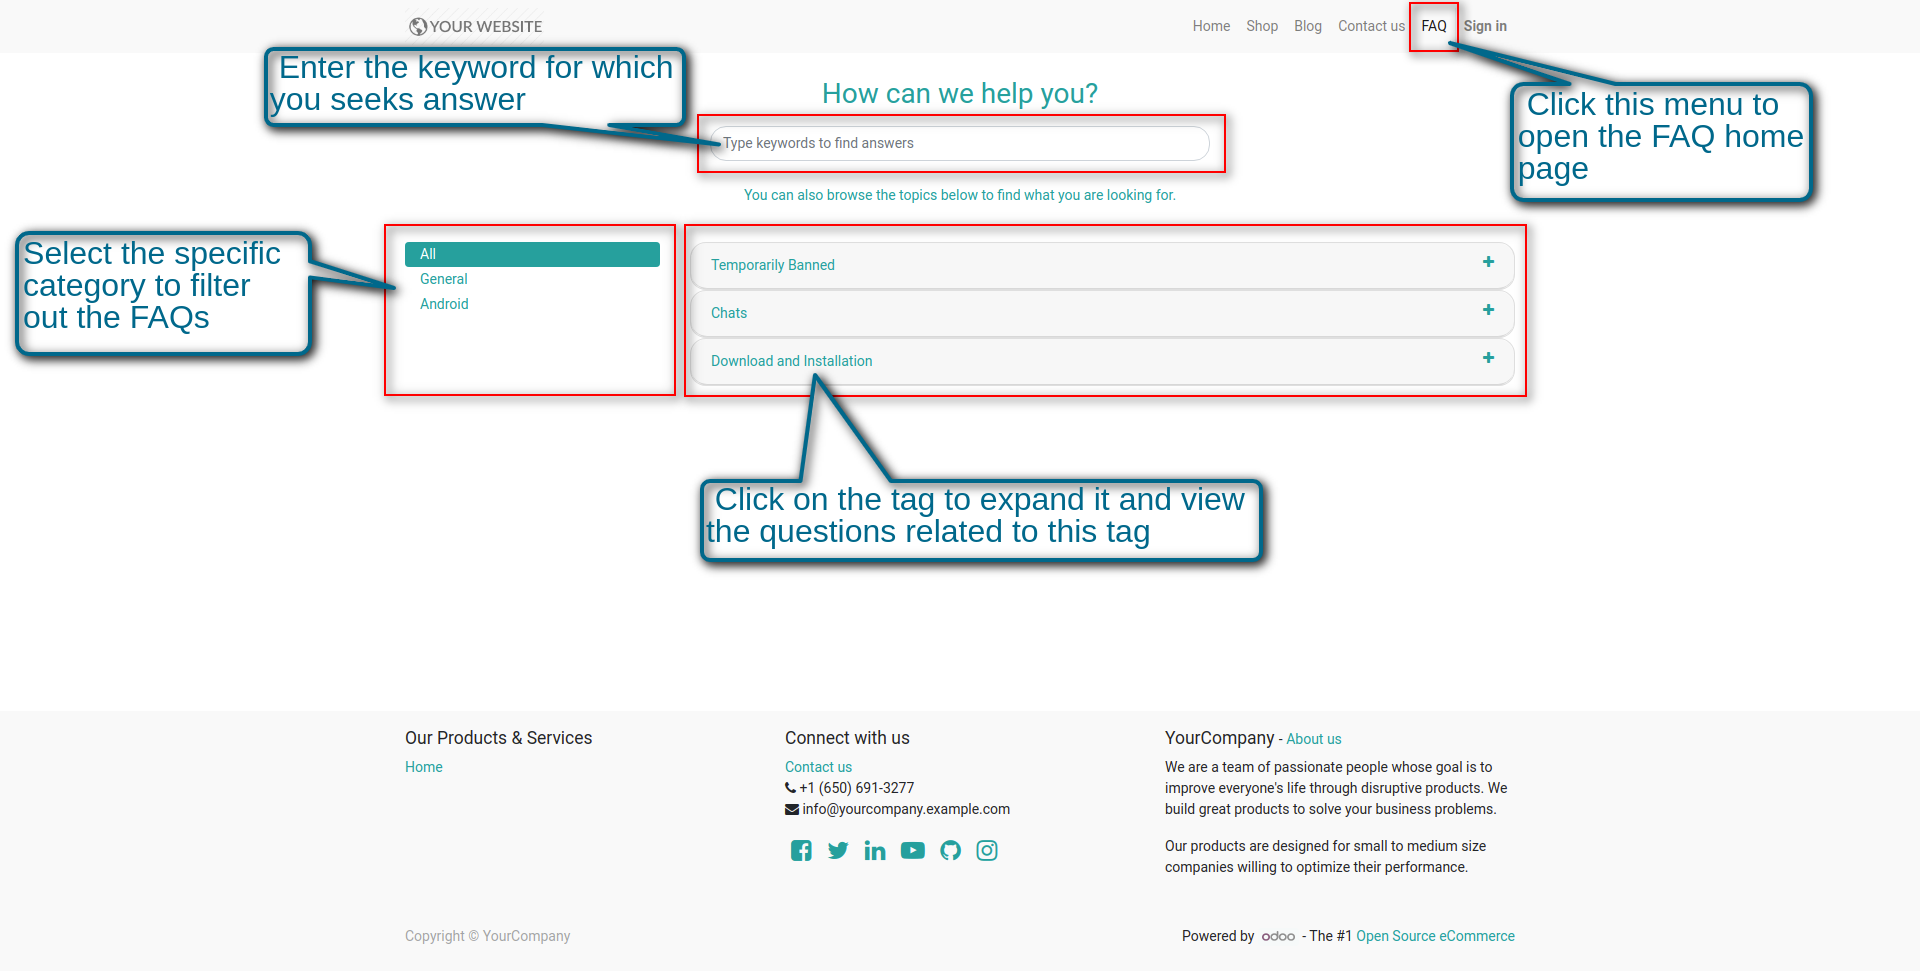 YOUR WEBSITE
Home Shop Blog Contact us FAQ Sign in
Enter the keyword for which
you seeks answer
How can we help you?
Click this menu to
open the FAQ home
page
Type keywords to find answers
You can also browse the topics below to find what you are looking for.
Select the specific
category to filter
out the FAQs
All
General
Android
Temporarily Banned
Chats
Download and Installation
Click on the tag to expand it and view
the questions related to this tag
Our Products & Services
Home
Connect with us
Contact us
+1 (650) 691-3277
info@yourcompany.example.com
YourCompany - About us
We are a team of passionate people whose goal is to
improve everyone's life through disruptive products. We
build great products to solve your business problems.
Our products are designed for small to medium size
companies willing to optimize their performance.
Copyright © YourCompany
Powered by odoo - The #1 Open Source eCommerce